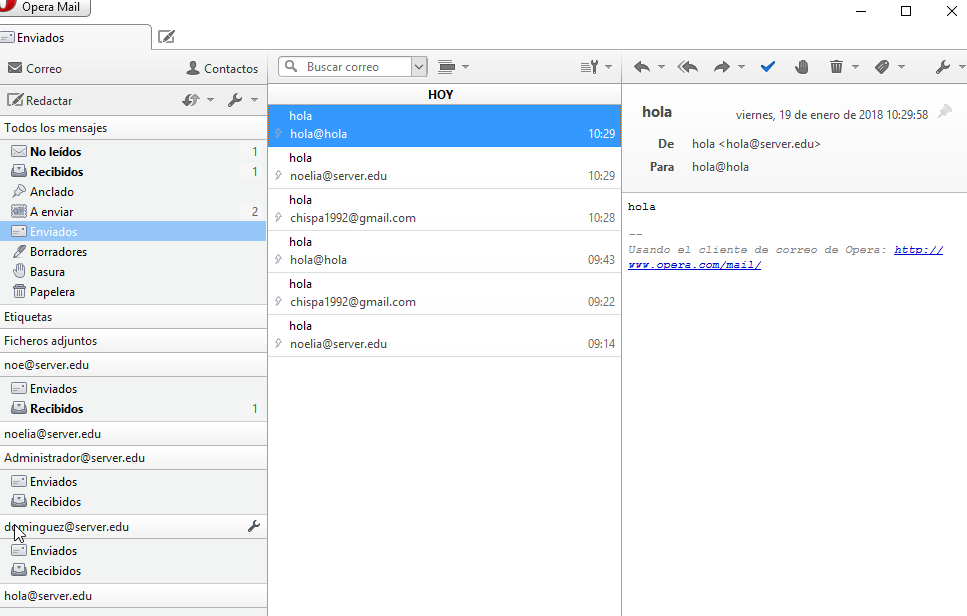 Opera Mail
Enviados
Correo
Contactos
Redactar
Todos los mensajes
No leídos 1
Recibidos 1
Anclado
A enviar 2
Enviados
Borradores
Basura
Papelera
Etiquetas
Ficheros adjuntos
noe@server.edu
Enviados
Recibidos 1
noelia@server.edu
Administrador@server.edu
Enviados
Recibidos
dominguez@server.edu
Enviados
Recibidos
hola@server.edu
Buscar correo
HOY
hola
hola@hola 10:29
hola
noelia@server.edu 10:29
hola
chispa1992@gmail.com 10:28
hola
hola@hola 09:43
hola
chispa1992@gmail.com 09:22
hola
noelia@server.edu 09:14
hola viernes, 19 de enero de 2018 10:29:58
De hola <hola@server.edu>
Para hola@hola
hola
--
Usando el cliente de correo de Opera: http://
www.opera.com/mail/